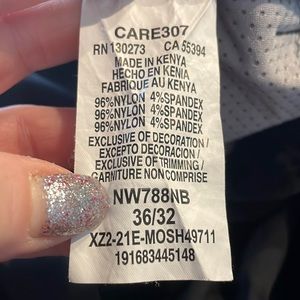 CARE307
RN 130273 CA 55394
MADE IN KENYA
HECHO EN KENIA
FABRIQUE AU KENYA
96%NYLON 4%SPANDEX
96%NYLON 4%SPANDEX
96%NYLON 4%SPANDEX
EXCLUSIVE OF DECORATION /
EXCEPTO DECORACION /
EXCLUSIVE OF TRIMMING /
GARNITURE NON COMPRISE
NW788NB
36/32
XZ2-21E-MOSH49711
191683445148